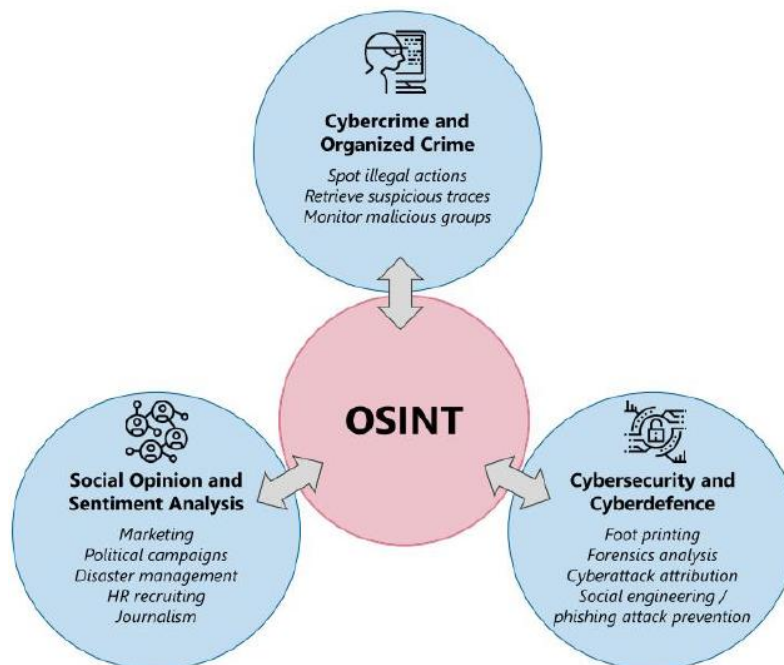 Cybercrime and
Organized Crime
Spot illegal actions
Retrieve suspicious traces
Monitor malicious groups
OSINT
Social Opinion and
Sentiment Analysis
Marketing
Political campaigns
Disaster management
HR recruiting
Journalism
Cybersecurity and
Cyberdefence
Foot printing
Forensics analysis
Cyberattack attribution
Social engineering /
phishing attack prevention